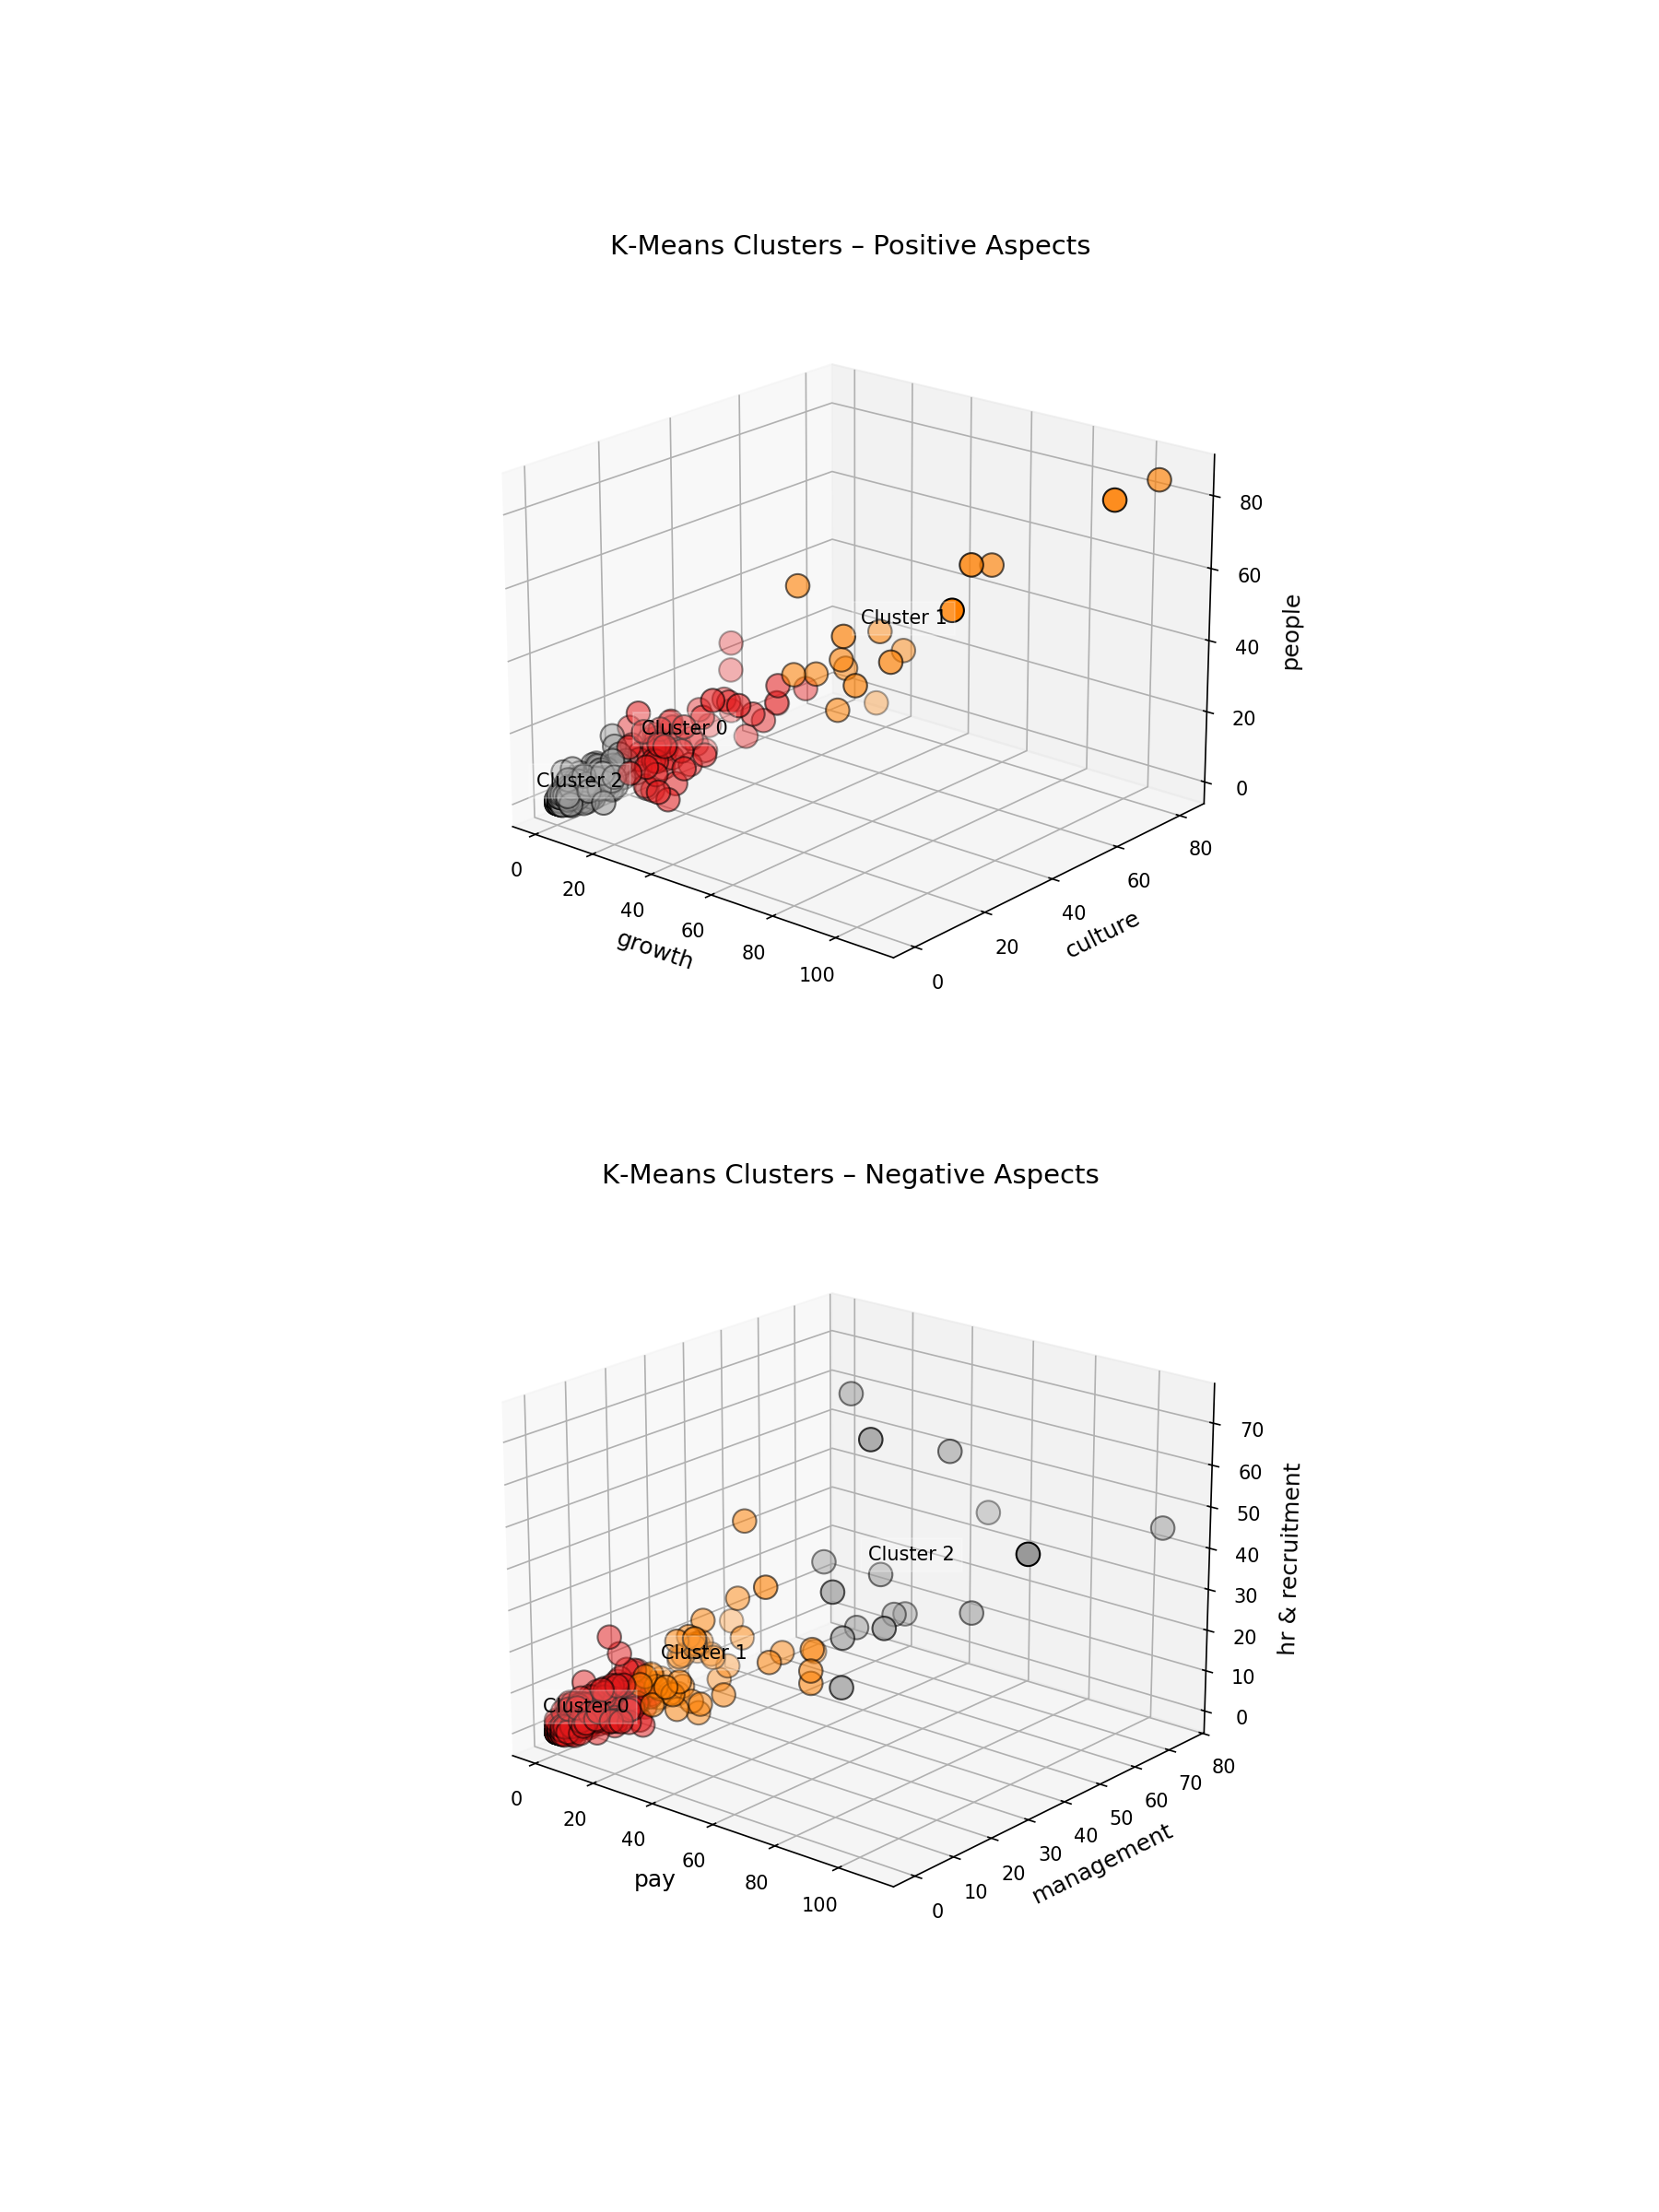 K-Means Clusters – Positive Aspects
Cluster 1
Cluster 0
Cluster 2
80
60
40
20
0
people
0
20
40
60
80
100
growth
0
20
40
60
80
culture
K-Means Clusters – Negative Aspects
Cluster 2
Cluster 1
Cluster 0
70
60
50
40
30
20
10
0
hr & recruitment
0
20
40
60
80
100
pay
0
10
20
30
40
50
60
70
80
management